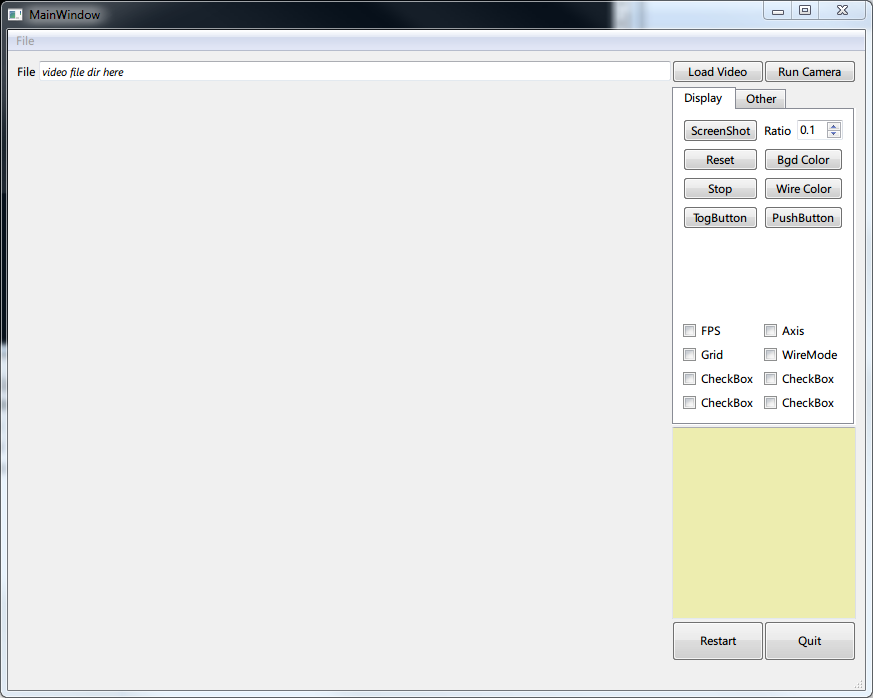 MainWindow
File
File video file dir here Load Video Run Camera
Display Other
ScreenShot Ratio 0.1
Reset Bgd Color
Stop Wire Color
TogButton PushButton
FPS Axis
Grid WireMode
CheckBox CheckBox
CheckBox CheckBox
Restart Quit